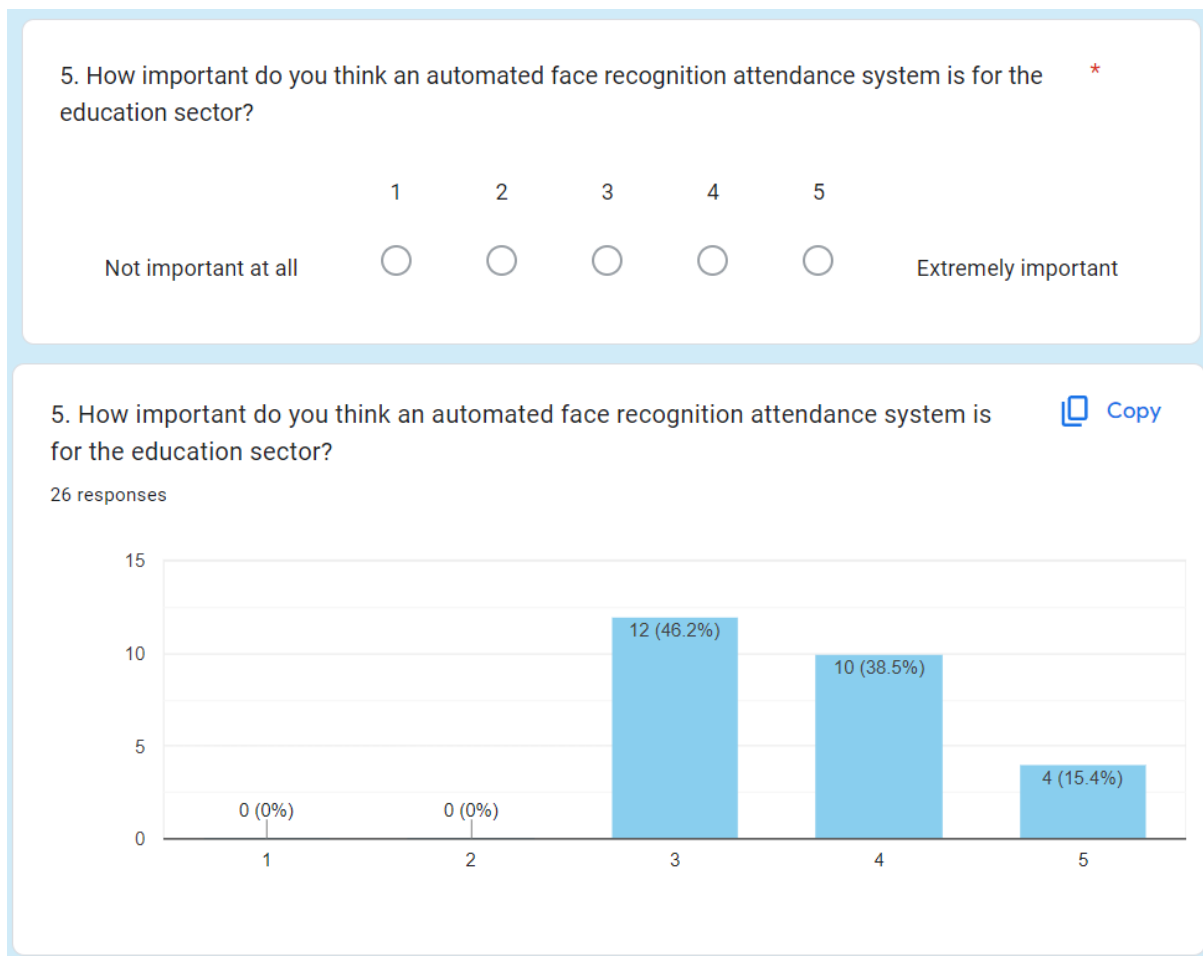 5. How important do you think an automated face recognition attendance system is for the *
education sector?
1 2 3 4 5
Not important at all Extremely important
5. How important do you think an automated face recognition attendance system is
for the education sector?
Copy
26 responses
15
10
5
0
0 (0%)
0 (0%)
12 (46.2%)
10 (38.5%)
4 (15.4%)
1 2 3 4 5